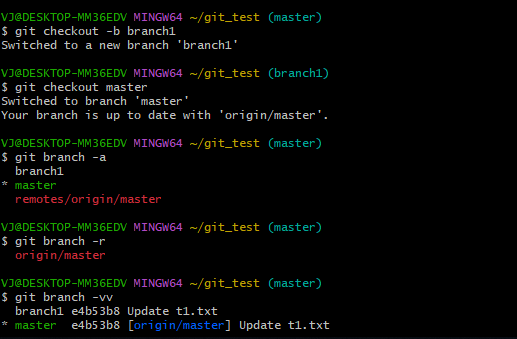 VJ@DESKTOP-MM36EDV MINGW64 ~/git_test (master)
$ git checkout -b branch1
Switched to a new branch 'branch1'
VJ@DESKTOP-MM36EDV MINGW64 ~/git_test (branch1)
$ git checkout master
Switched to branch 'master'
Your branch is up to date with 'origin/master'.
VJ@DESKTOP-MM36EDV MINGW64 ~/git_test (master)
$ git branch -a
  branch1
* master
  remotes/origin/master
VJ@DESKTOP-MM36EDV MINGW64 ~/git_test (master)
$ git branch -r
  origin/master
VJ@DESKTOP-MM36EDV MINGW64 ~/git_test (master)
$ git branch -vv
  branch1 e4b53b8 Update t1.txt
* master  e4b53b8 [origin/master] Update t1.txt